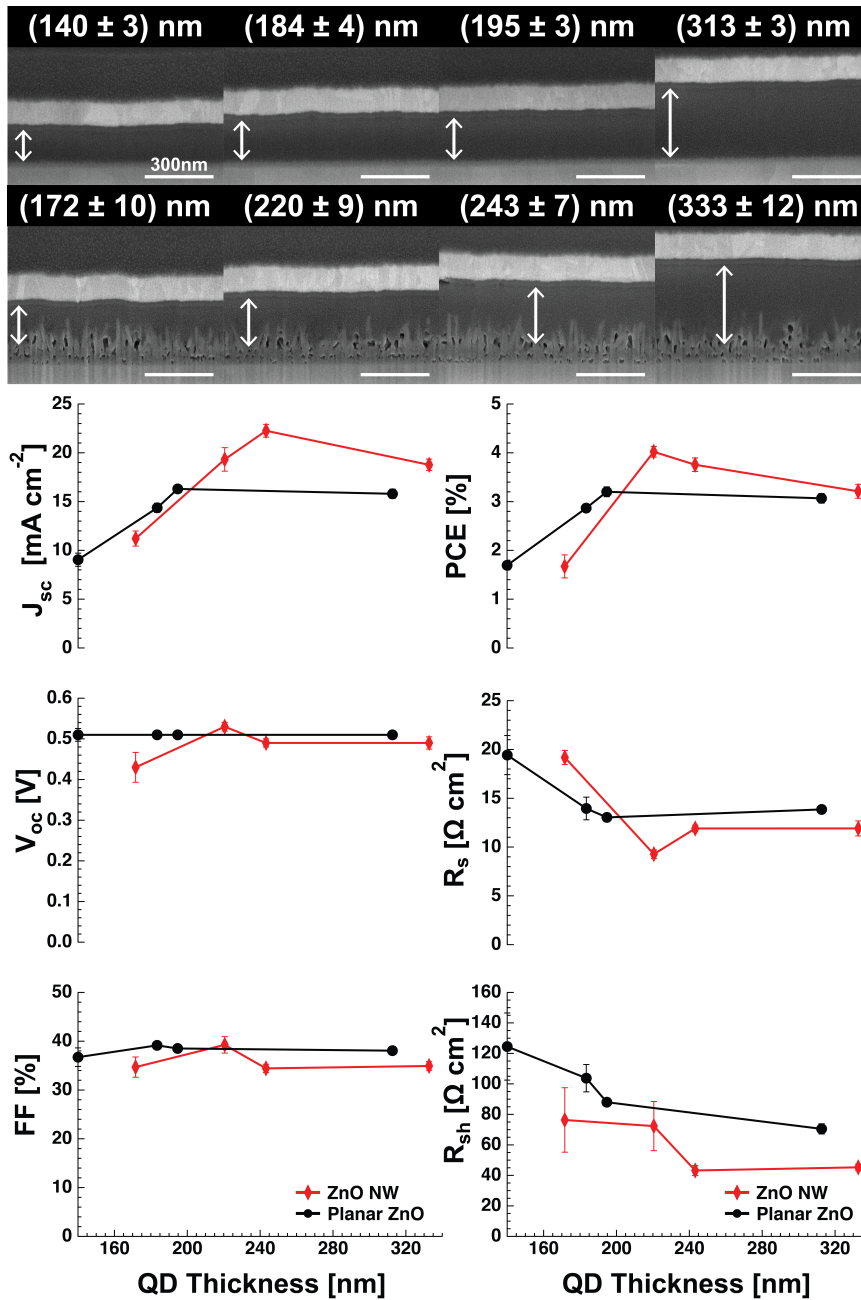 (140 ± 3) nm (184 ± 4) nm (195 ± 3) nm (313 ± 3) nm
300nm
(172 ± 10) nm (220 ± 9) nm (243 ± 7) nm (333 ± 12) nm
25
20
15
10
5
0
Jsc [mA cm-2]
5
4
3
2
1
0
PCE [%]
0.6
0.5
0.4
0.3
0.2
0.1
0.0
Voc [V]
25
20
15
10
5
0
Rs [Ω cm2]
50
40
30
20
10
0
FF [%]
ZnO NW
Planar ZnO
160 200 240 280 320
QD Thickness [nm]
160
140
120
100
80
60
40
20
0
Rsh [Ω cm2]
ZnO NW
Planar ZnO
160 200 240 280 320
QD Thickness [nm]